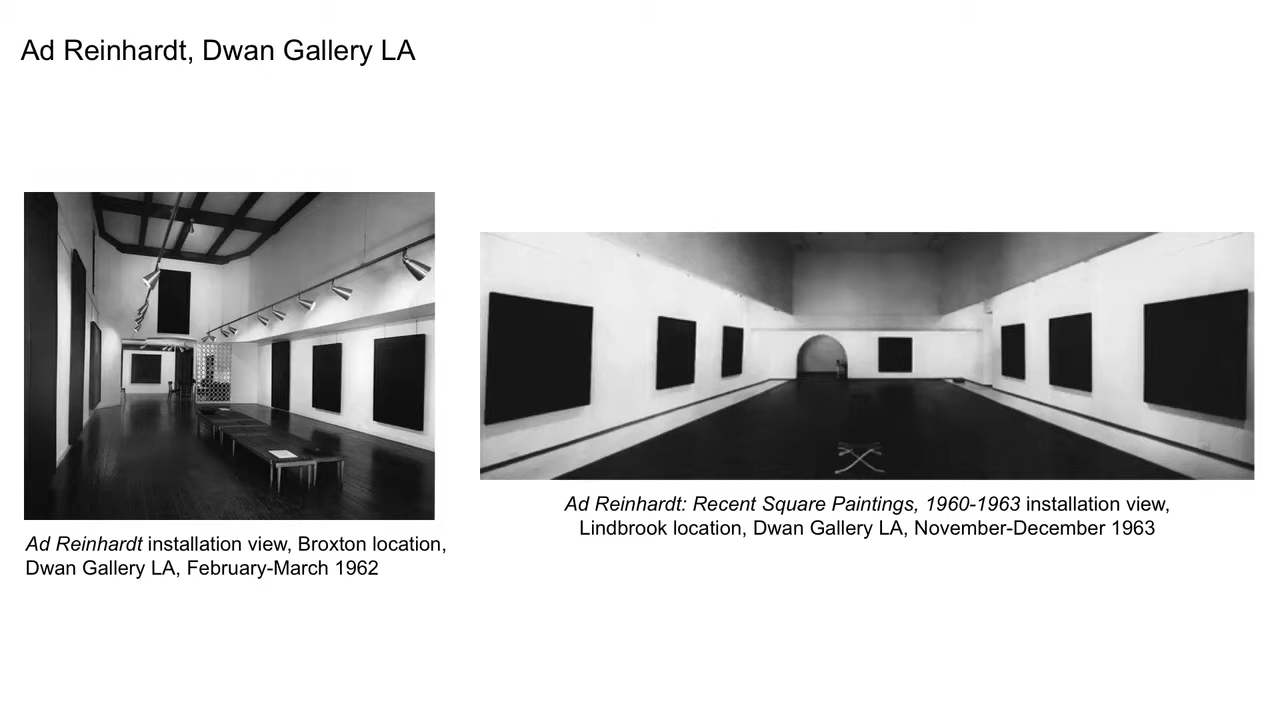 Ad Reinhardt, Dwan Gallery LA
Ad Reinhardt installation view, Broxton location,
Dwan Gallery LA, February-March 1962
Ad Reinhardt: Recent Square Paintings, 1960-1963 installation view,
Lindbrook location, Dwan Gallery LA, November-December 1963